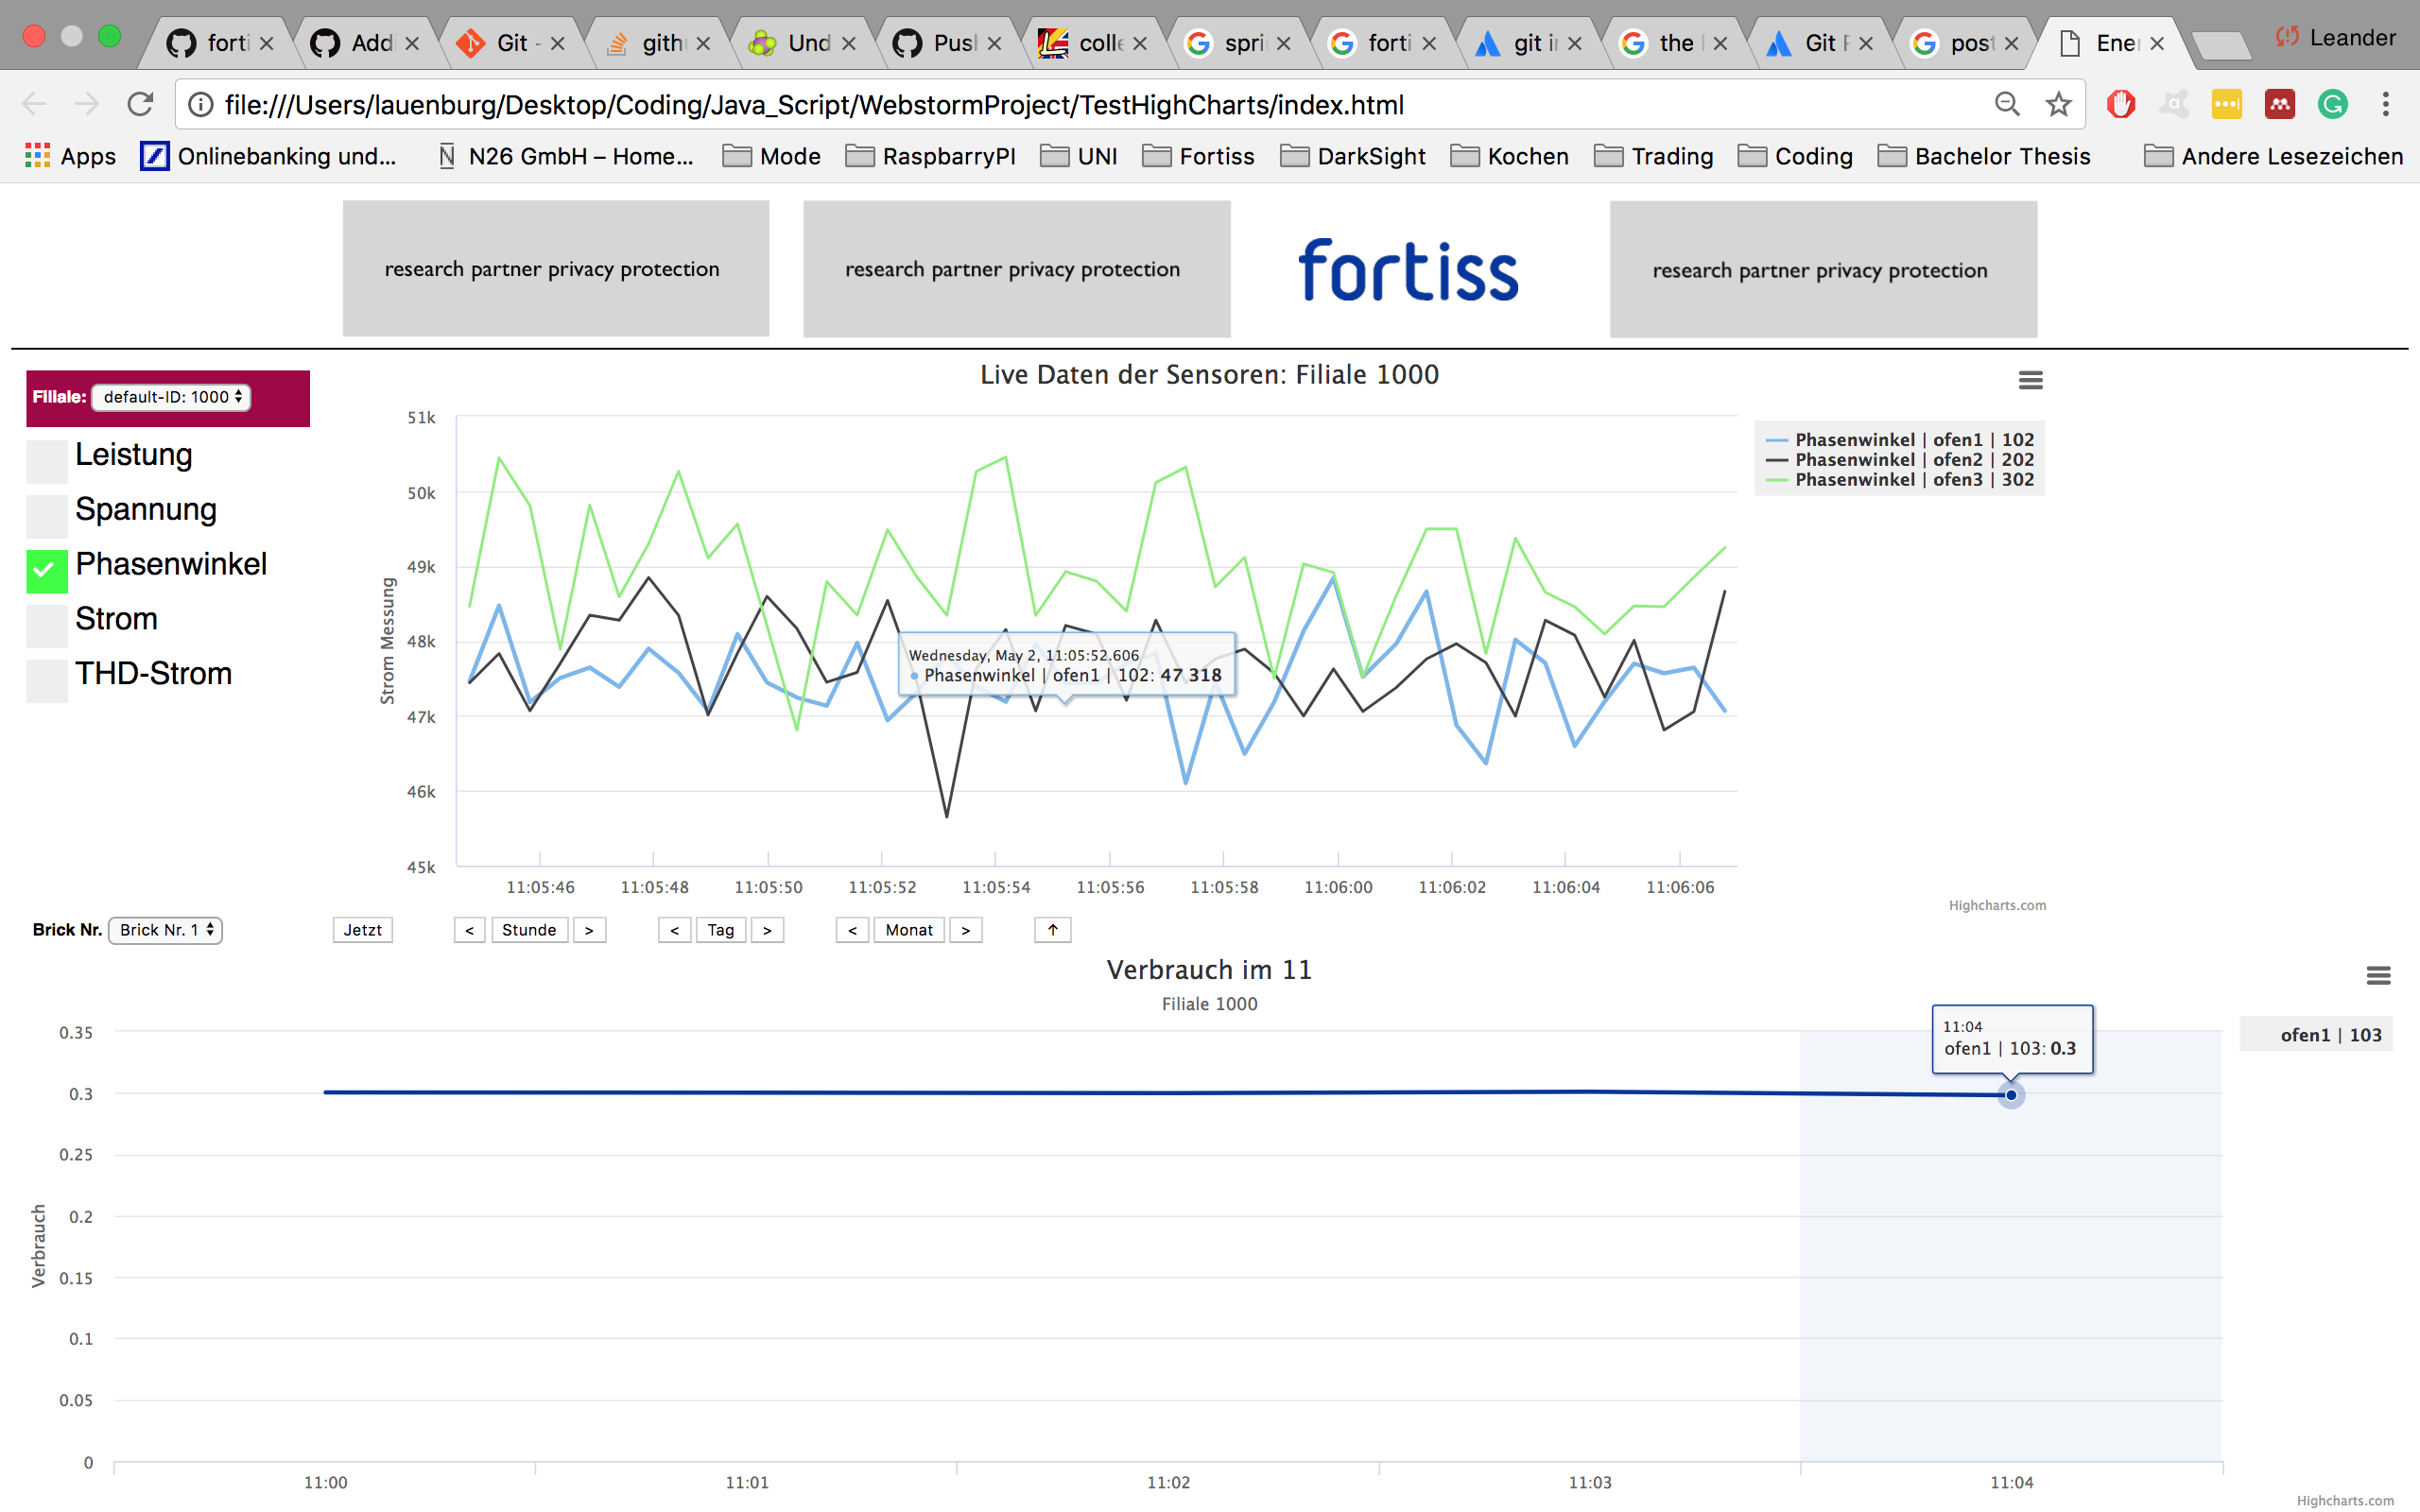 forti
Add
Git -
gith
Und
Pus
colle
spri
forti
git i
the
Git
post
Ene
Leander
file:///Users/lauenburg/Desktop/Coding/Java_Script/WebstormProject/TestHighCharts/index.html
Apps
Onlinebanking und...
N26 GmbH – Home...
Mode
RaspbarryPI
UNI
Fortiss
DarkSight
Kochen
Trading
Coding
Bachelor Thesis
Andere Lesezeichen
research partner privacy protection
research partner privacy protection
fortiss
research partner privacy protection
Filiale: default-ID: 1000
Leistung
Spannung
Phasenwinkel
Strom
THD-Strom
Live Daten der Sensoren: Filiale 1000
Strom Messung
51k
50k
49k
48k
47k
46k
45k
Wednesday, May 2, 11:05:52.606
Phasenwinkel | ofen1 | 102: 47 318
11:05:46 11:05:48 11:05:50 11:05:52 11:05:54 11:05:56 11:05:58 11:06:00 11:06:02 11:06:04 11:06:06
Phasenwinkel | ofen1 | 102
Phasenwinkel | ofen2 | 202
Phasenwinkel | ofen3 | 302
Highcharts.com
Brick Nr. Brick Nr. 1
Jetzt
< Stunde >
< Tag >
< Monat >
↑
Verbrauch im 11
Filiale 1000
Verbrauch
0.35
0.3
0.25
0.2
0.15
0.1
0.05
0
11:04
ofen1 | 103: 0.3
ofen1 | 103
11:00 11:01 11:02 11:03 11:04
Highcharts.com